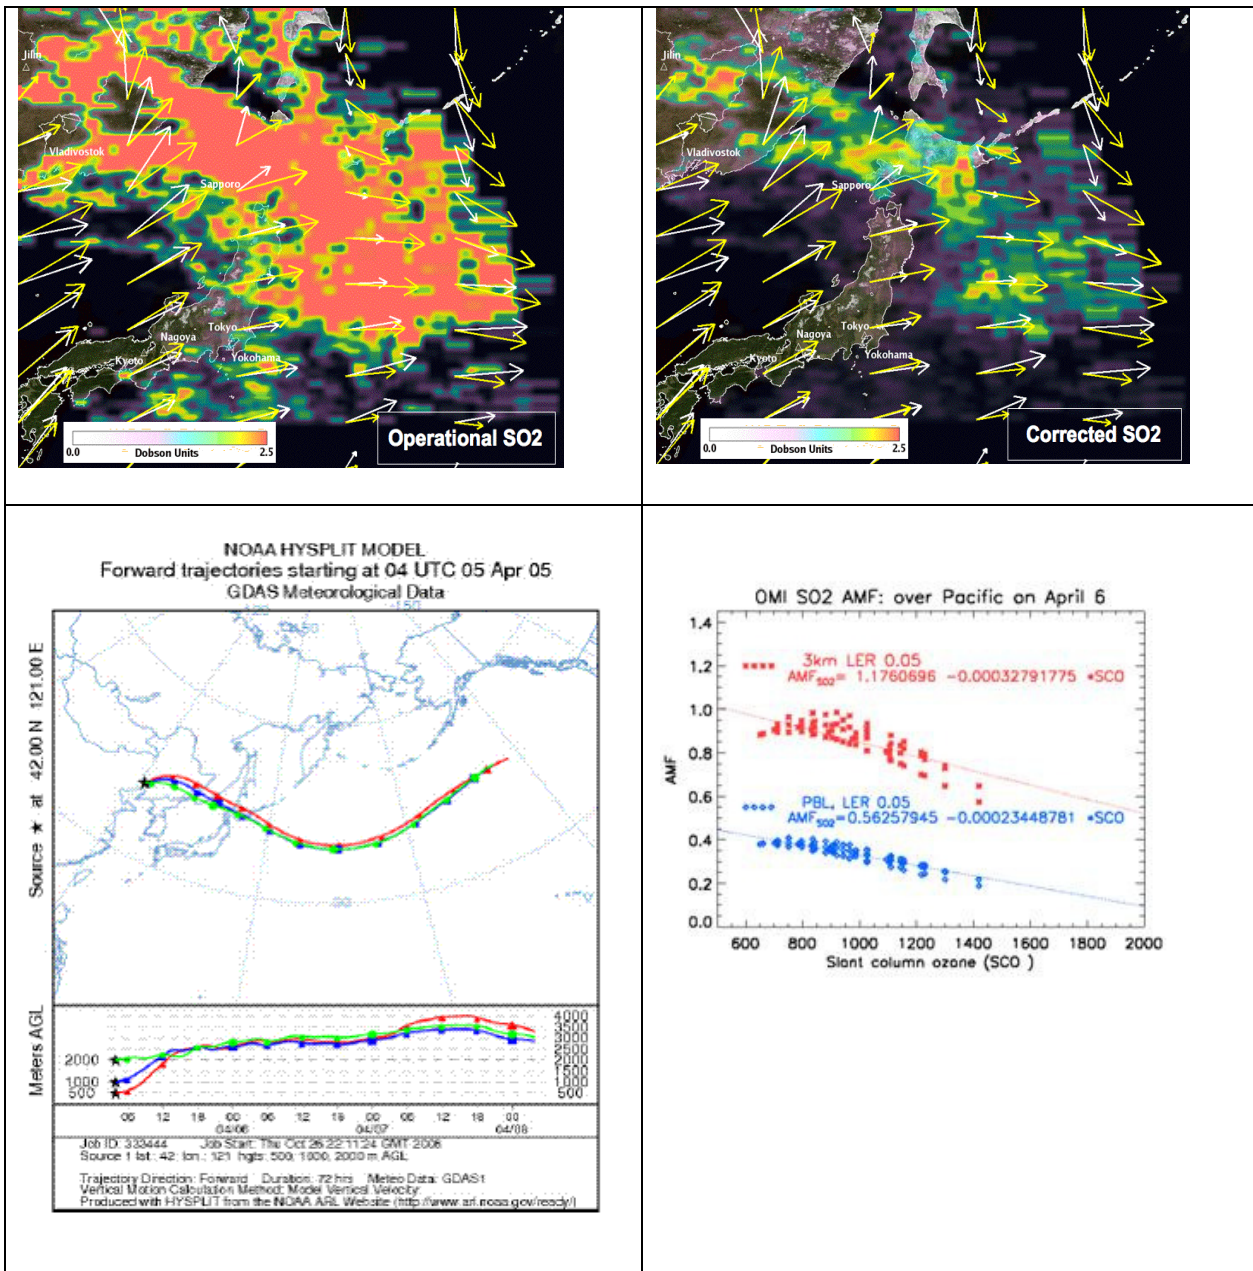 Jilin
Vladivostok
Sapporo
Nagoya
Tokyo
Kyoto
Yokohama
0.0 Dobson Units 2.5
Operational SO2
Jilin
Vladivostok
Sapporo
Nagoya
Tokyo
Kyoto
Yokohama
0.0 Dobson Units 2.5
Corrected SO2
NOAA HYSPLIT MODEL
Forward trajectories starting at 04 UTC 05 Apr 05
GDAS Meteorological Data
Source ★ at 42.00 N 121.00 E
Meters AGL
2000
1000
500
4000
3500
3000
2500
2000
1500
1000
500
06 12 18 00 06 12 18 00 06 12 18 00
04/06 04/07 04/08
Job ID: 333444 Job Start: Thu Oct 26 22:11:24 GMT 2006
Source 1 lat.: 42 lon.: 121 hgts: 500, 1000, 2000 m AGL
Trajectory Direction: Forward Duration: 72 hrs Meteo Data: GDAS1
Vertical Motion Calculation Method: Model Vertical Velocity
Produced with HYSPLIT from the NOAA ARL Website (http://www.arl.noaa.gov/ready/)
OMI SO2 AMF: over Pacific on April 6
1.4
1.2
1.0
0.8
0.6
0.4
0.2
0.0
AMF
3km LER 0.05
AMFSO2= 1.1760696 -0.00032791775 *SCO
PBL, LER 0.05
AMFSO2=0.56257945 -0.00023448781 *SCO
600 800 1000 1200 1400 1600 1800 2000
Slant column ozone (SCO )